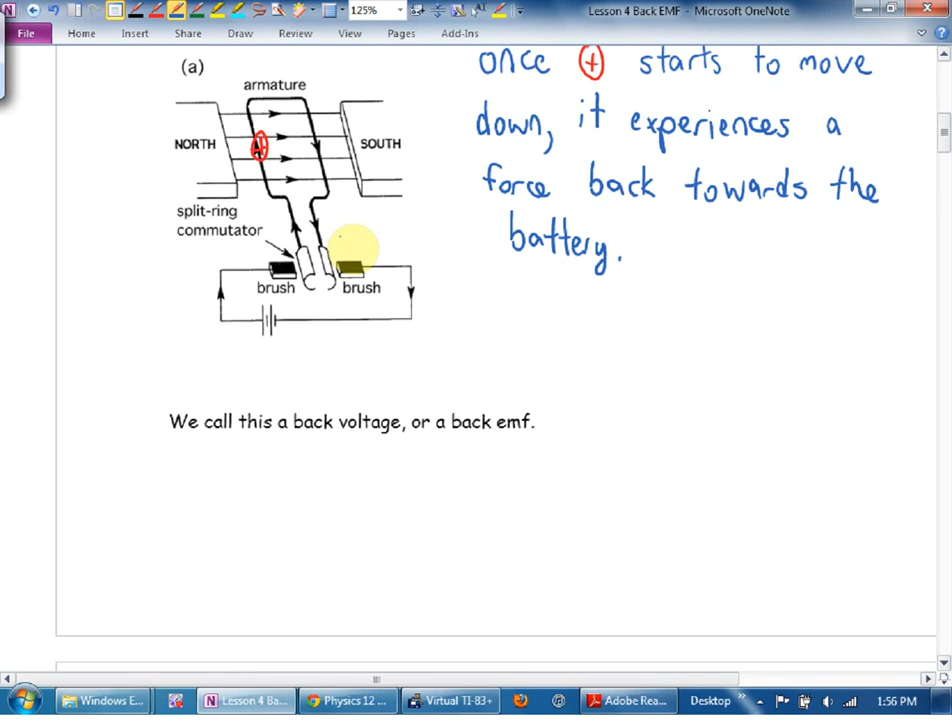 Lesson 4 Back EMF - Microsoft OneNote
125%
File Home Insert Share Draw Review View Pages Add-Ins
(a)
armature
NORTH
SOUTH
split-ring
commutator
brush
brush
once + starts to move
down, it experiences a
force back towards the
battery.
We call this a back voltage, or a back emf.
Windows E...
Lesson 4 Ba...
Physics 12 ...
Virtual TI-83+
Adobe Rea...
Desktop
1:56 PM